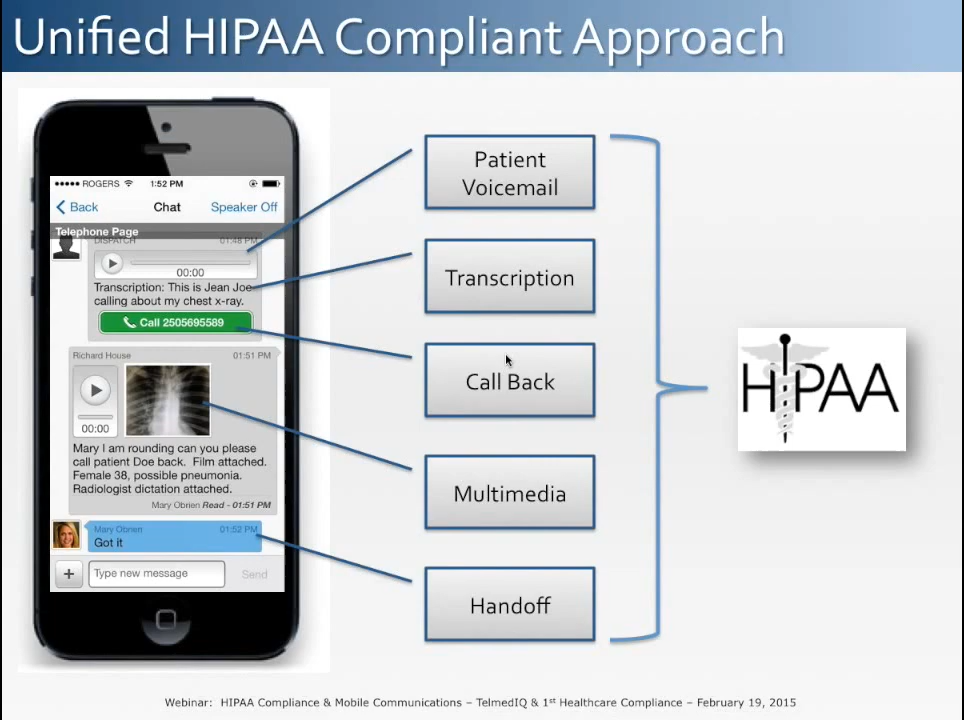 Unified HIPAA Compliant Approach
ROGERS 1:52 PM
Back Chat Speaker Off
Telephone Page
DISPATCH 01:48 PM
00:00
Transcription: This is Jean Joe
calling about my chest x-ray.
Call 2505695589
Richard House 01:51 PM
00:00
Mary I am rounding can you please
call patient Doe back. Film attached.
Female 38, possible pneumonia.
Radiologist dictation attached.
Mary Obrien Read - 01:51 PM
Mary Obrien 01:52 PM
Got it
+ Type new message Send
Patient
Voicemail
Transcription
Call Back
Multimedia
Handoff
HIPAA
Webinar: HIPAA Compliance & Mobile Communications – TelmedIQ & 1st Healthcare Compliance – February 19, 2015